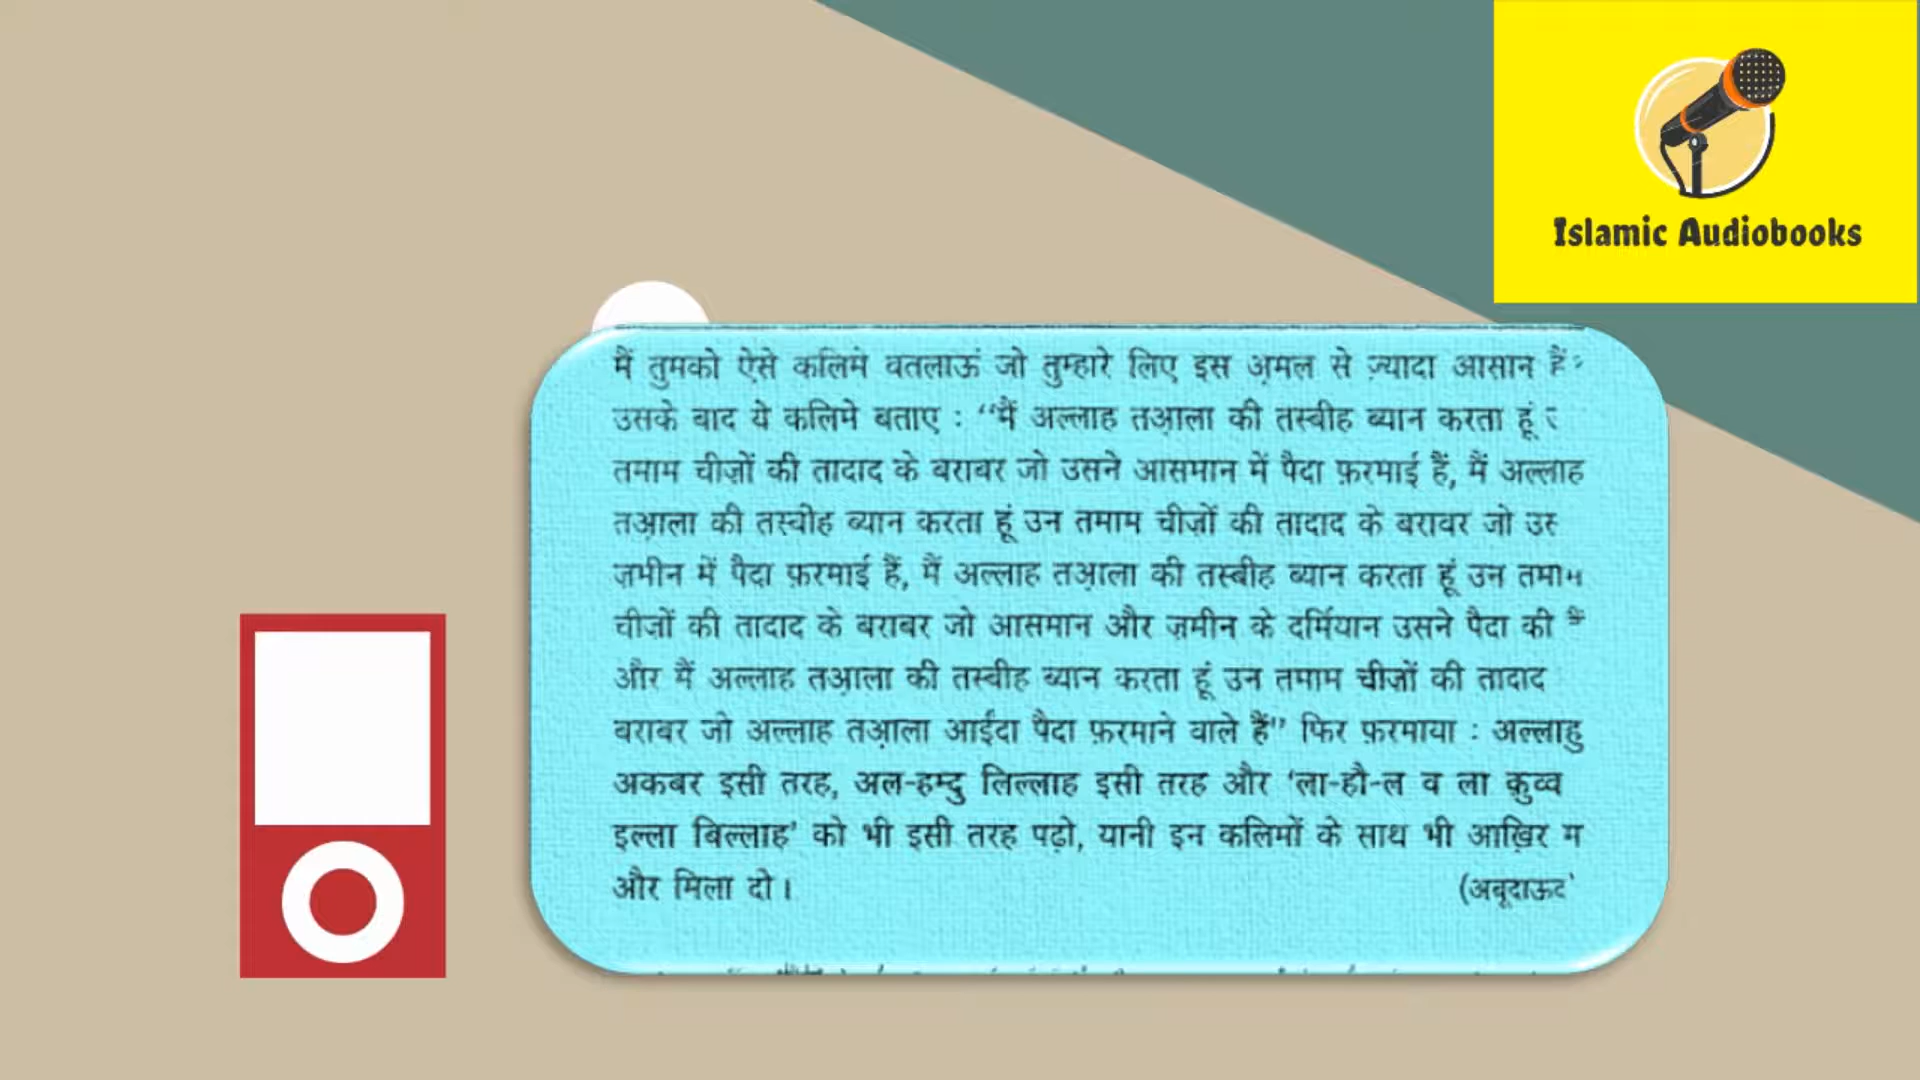 Islamic Audiobooks
मैं तुमको ऐसे कलिमे बतलाऊं जो तुम्हारे लिए इस अ़मल से ज़्यादा आसान हैं
उसके बाद ये कलिमे बताए : “मैं अल्लाह तआ़ला की तस्बीह ब्यान करता हूं
तमाम चीज़ों की तादाद के बराबर जो उसने आसमान में पैदा फ़रमाई हैं, मैं अल्लाह
तआ़ला की तस्बीह ब्यान करता हूं उन तमाम चीज़ों की तादाद के बराबर जो
ज़मीन में पैदा फ़रमाई हैं, मैं अल्लाह तआ़ला की तस्बीह ब्यान करता हूं उन तमाम
चीज़ों की तादाद के बराबर जो आसमान और ज़मीन के दर्मियान उसने पैदा की
और मैं अल्लाह तआ़ला की तस्बीह ब्यान करता हूं उन तमाम चीज़ों की तादाद
बराबर जो अल्लाह तआ़ला आईंदा पैदा फ़रमाने वाले हैं” फिर फ़रमाया : अल्लाहु
अकबर इसी तरह, अल-हम्दु लिल्लाह इसी तरह और ‘ला-हौ-ल व ला क़ुव्व
इल्ला बिल्लाह’ को भी इसी तरह पढ़ो, यानी इन कलिमों के साथ भी आख़िर
और मिला दो। (अबूदाऊद